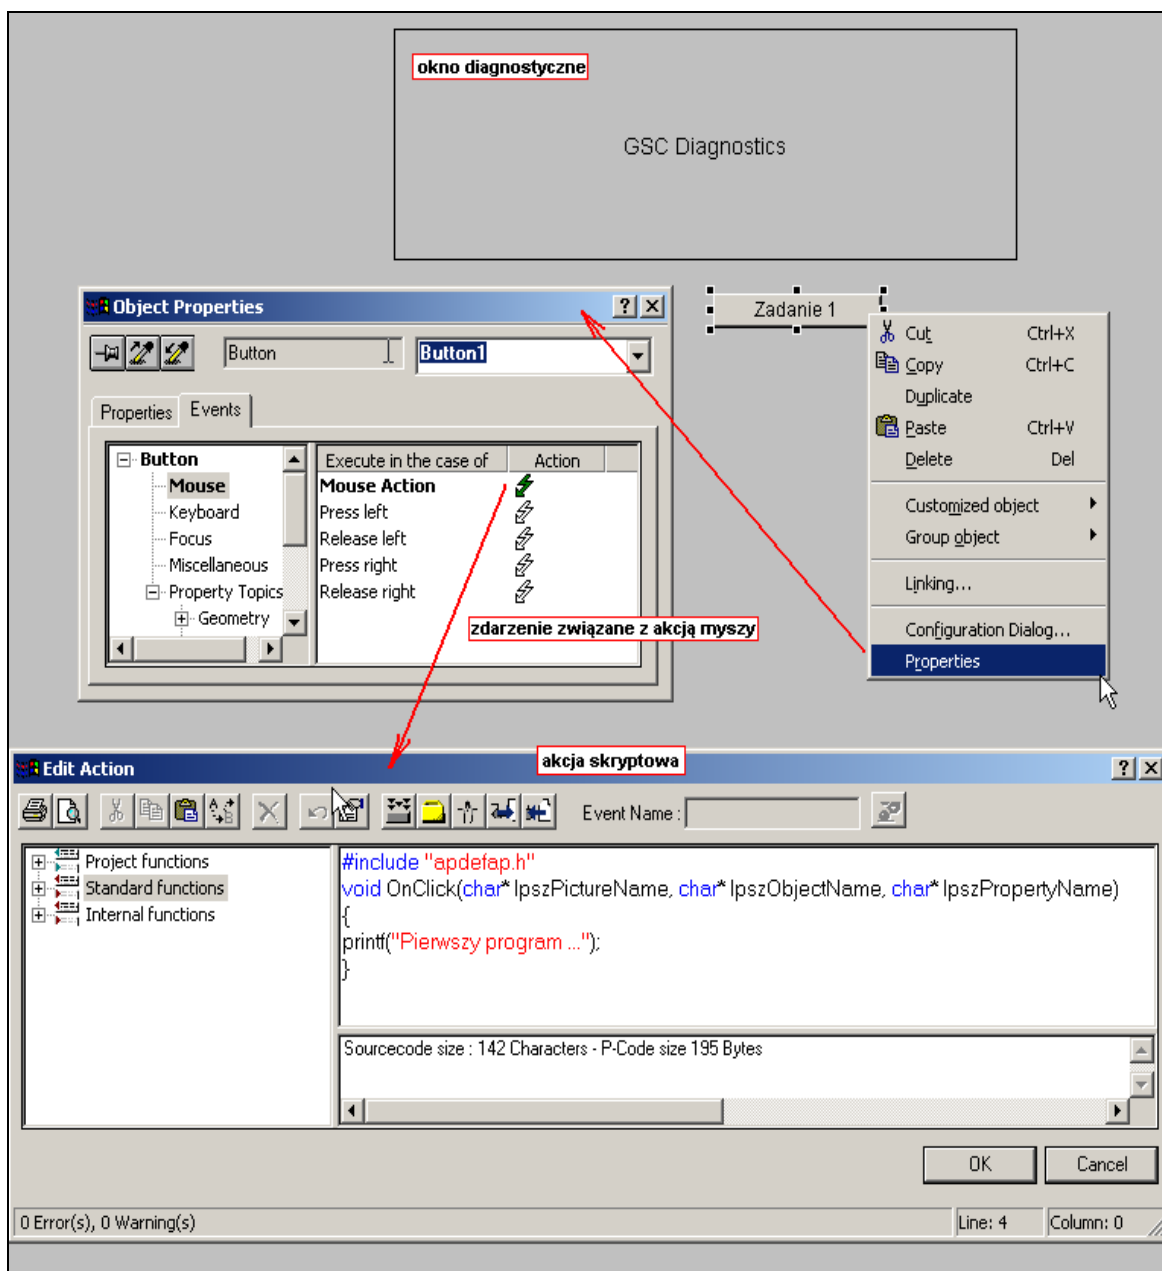 okno diagnostyczne
GSC Diagnostics
Object Properties
Button
Button1
Properties
Events
Button
Mouse
Keyboard
Focus
Miscellaneous
Property Topics
Geometry
Execute in the case of
Action
Mouse Action
Press left
Release left
Press right
Release right
zdarzenie związane z akcją myszy
Zadanie 1
Cut Ctrl+X
Copy Ctrl+C
Duplicate
Paste Ctrl+V
Delete Del
Customized object
Group object
Linking...
Configuration Dialog...
Properties
akcja skryptowa
Edit Action
Event Name :
Project functions
Standard functions
Internal functions
#include "apdefap.h"
void OnClick(char* lpszPictureName, char* lpszObjectName, char* lpszPropertyName)
{
printf("Pierwszy program ...");
}
Sourcecode size : 142 Characters - P-Code size 195 Bytes
OK
Cancel
0 Error(s), 0 Warning(s)
Line: 4
Column: 0